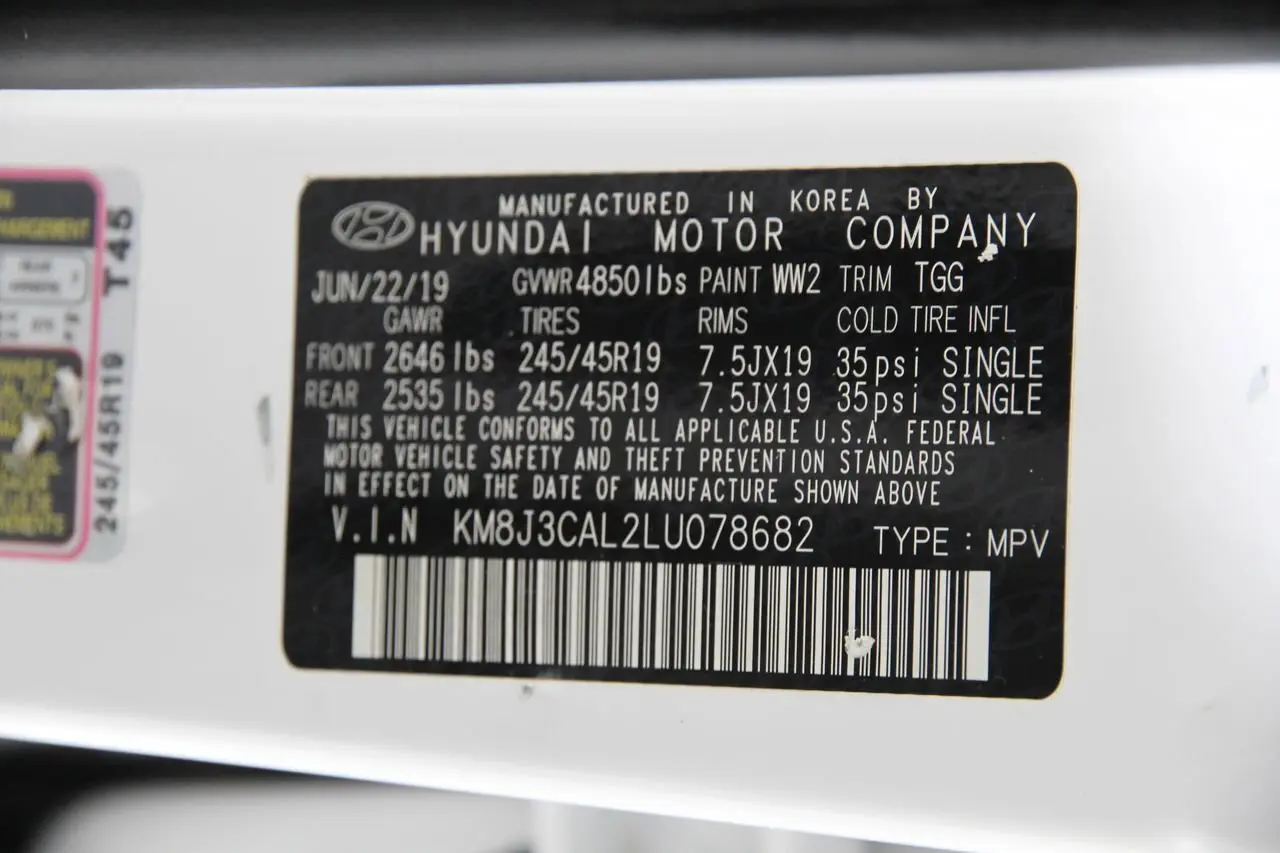 MANUFACTURED IN KOREA BY
HYUNDAI MOTOR COMPANY
JUN/22/19 GVWR 4850lbs PAINT WW2 TRIM TGG
GAWR TIRES RIMS COLD TIRE INFL
FRONT 2646 lbs 245/45R19 7.5JX19 35psi SINGLE
REAR 2535 lbs 245/45R19 7.5JX19 35psi SINGLE
THIS VEHICLE CONFORMS TO ALL APPLICABLE U.S.A. FEDERAL
MOTOR VEHICLE SAFETY AND THEFT PREVENTION STANDARDS
IN EFFECT ON THE DATE OF MANUFACTURE SHOWN ABOVE
V.I.N KM8J3CAL2LU078682 TYPE : MPV
245/45R19 T45